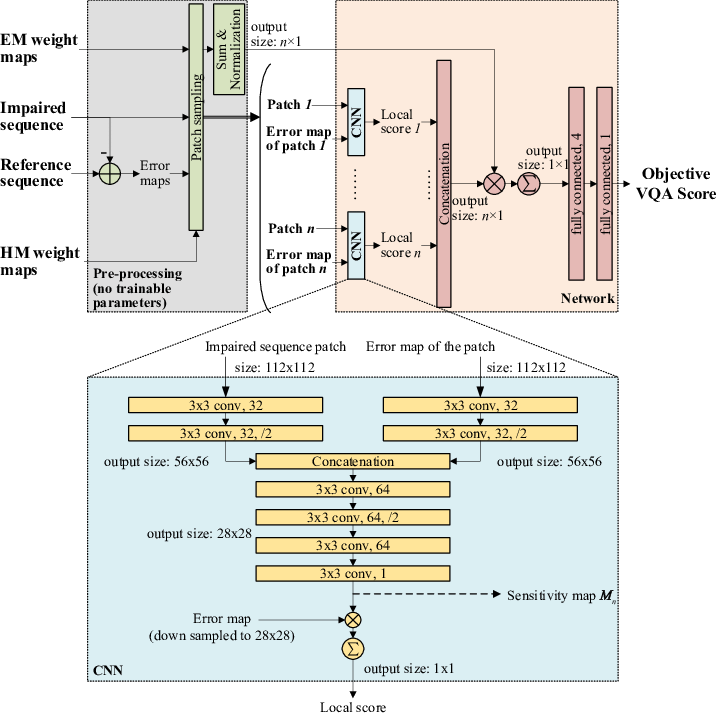 EM weight
maps
Impaired
sequence
Reference
sequence
HM weight
maps
-
Error
maps
Patch sampling
Sum &
Normalization
output
size: n×1
Pre-processing
(no trainable
parameters)
Patch 1
Error map
of patch 1
CNN
Local
score 1
......
......
Patch n
Error map
of patch n
CNN
Local
score n
Concatenation
output
size: n×1
output
size: 1×1
Σ
fully connected, 4
fully connected, 1
Objective
VQA Score
Network
Impaired sequence patch
Error map of the patch
size: 112x112
size: 112x112
3x3 conv, 32
3x3 conv, 32
3x3 conv, 32, /2
3x3 conv, 32, /2
output size: 56x56
Concatenation
output size: 56x56
3x3 conv, 64
3x3 conv, 64, /2
output size: 28x28
3x3 conv, 64
3x3 conv, 1
Sensitivity map Mn
Error map
(down sampled to 28x28)
Σ
output size: 1x1
CNN
Local score